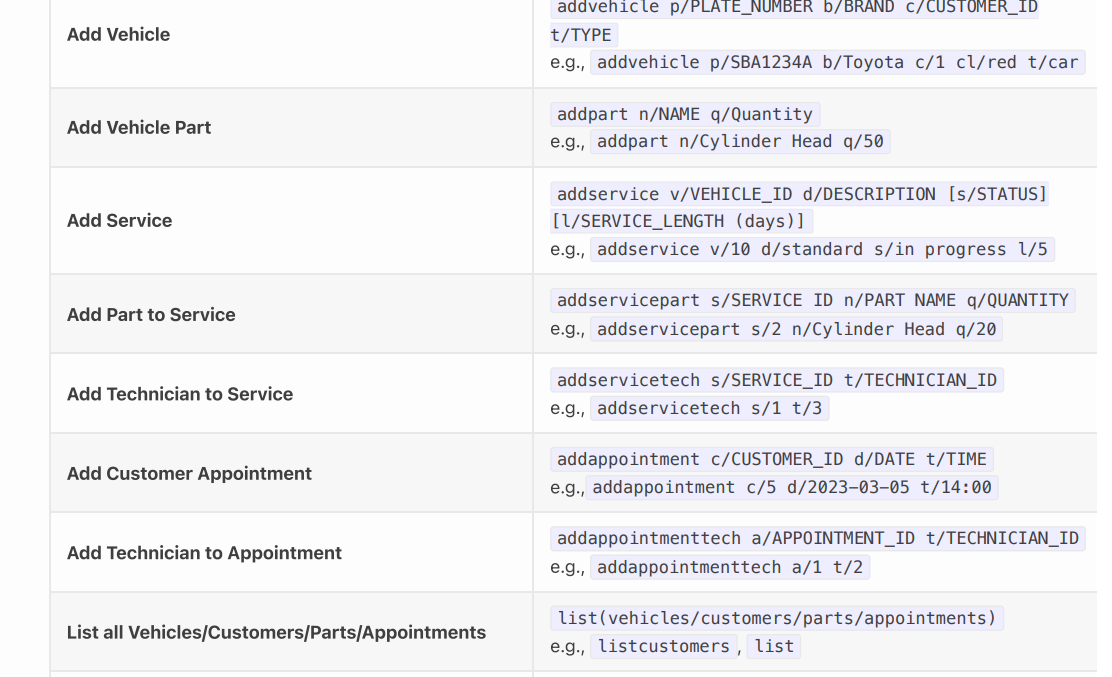 addvehicle p/PLATE_NUMBER b/BRAND c/CUSTOMER_ID
Add Vehicle
t/TYPE
e.g., addvehicle p/SBA1234A b/Toyota c/1 cl/red t/car
Add Vehicle Part
addpart n/NAME q/Quantity
e.g., addpart n/Cylinder Head q/50
Add Service
addservice v/VEHICLE_ID d/DESCRIPTION [s/STATUS]
[l/SERVICE_LENGTH (days)]
e.g., addservice v/10 d/standard s/in progress l/5
Add Part to Service
addservicepart s/SERVICE ID n/PART NAME q/QUANTITY
e.g., addservicepart s/2 n/Cylinder Head q/20
Add Technician to Service
addservicetech s/SERVICE_ID t/TECHNICIAN_ID
e.g., addservicetech s/1 t/3
Add Customer Appointment
addappointment c/CUSTOMER_ID d/DATE t/TIME
e.g., addappointment c/5 d/2023-03-05 t/14:00
Add Technician to Appointment
addappointmenttech a/APPOINTMENT_ID t/TECHNICIAN_ID
e.g., addappointmenttech a/1 t/2
List all Vehicles/Customers/Parts/Appointments
list(vehicles/customers/parts/appointments)
e.g., listcustomers , list